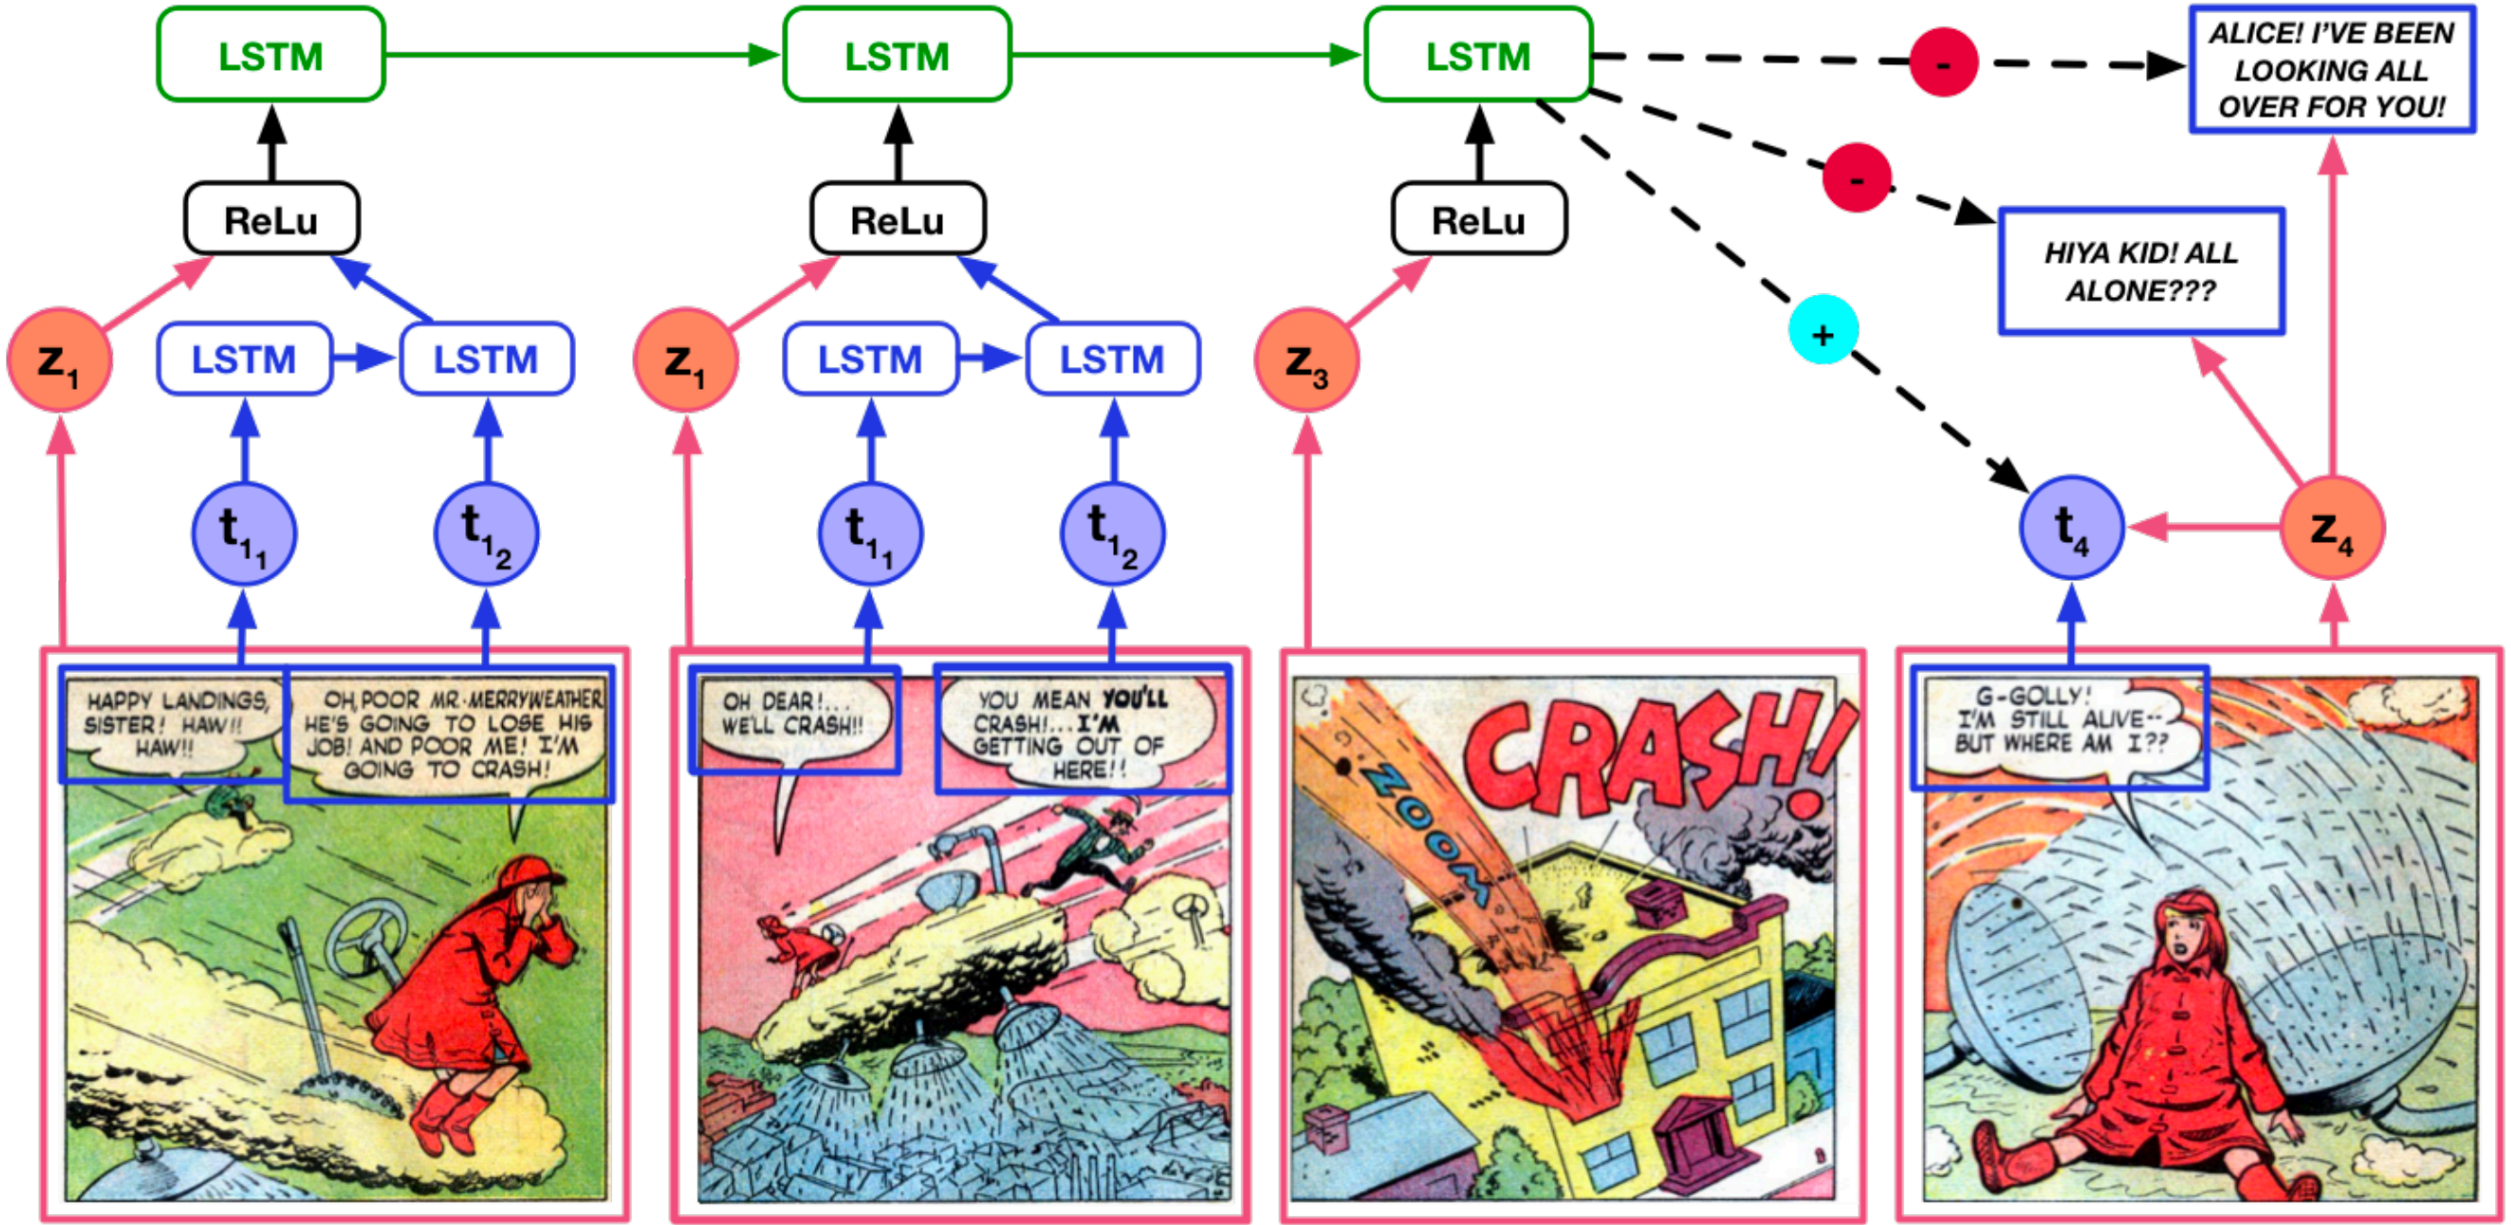 LSTM
LSTM
LSTM
-
ALICE! I'VE BEEN
LOOKING ALL
OVER FOR YOU!
ReLu
ReLu
ReLu
-
HIYA KID! ALL
ALONE???
z1
LSTM
LSTM
z1
LSTM
LSTM
z3
+
t11
t12
t11
t12
t4
z4
HAPPY LANDINGS,
SISTER! HAW!!
HAW!!
OH, POOR MR. MERRYWEATHER
HE'S GOING TO LOSE HIS
JOB! AND POOR ME! I'M
GOING TO CRASH!
OH DEAR!...
WE'LL CRASH!!
YOU MEAN YOU'LL
CRASH!...I'M
GETTING OUT OF
HERE!!
CRASH!
ZOOM
G-GOLLY!
I'M STILL ALIVE--
BUT WHERE AM I??